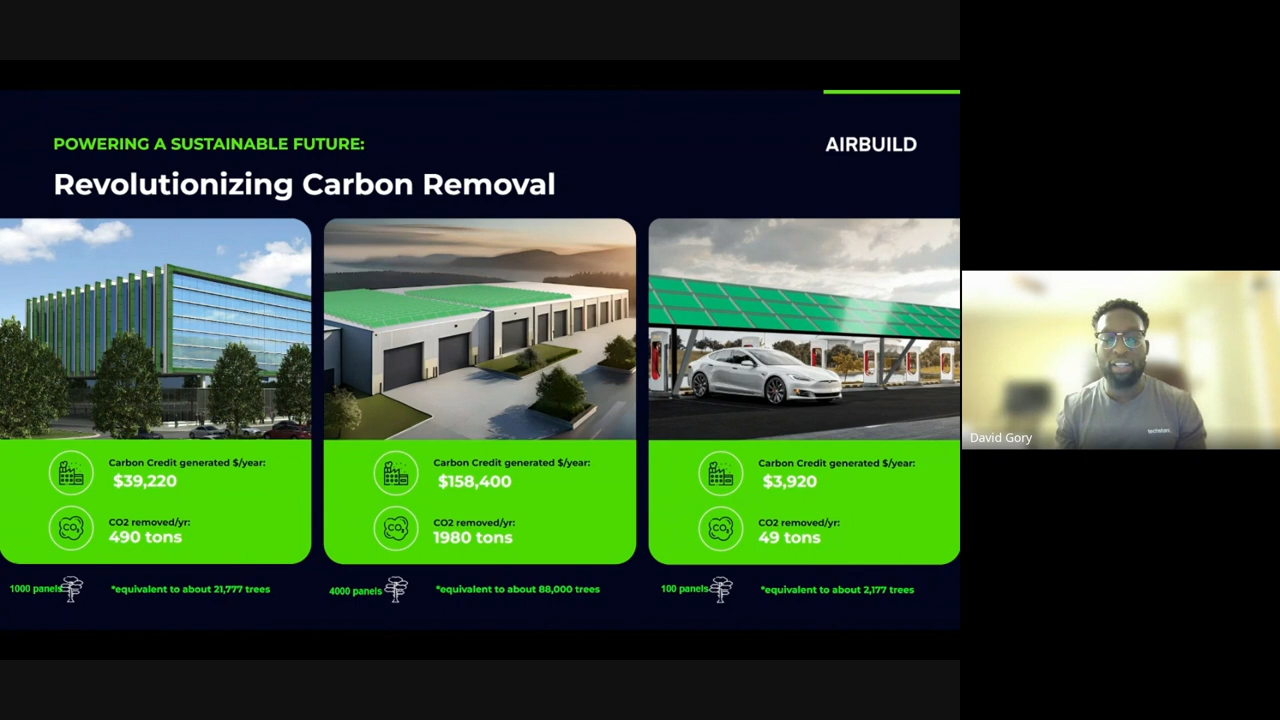 POWERING A SUSTAINABLE FUTURE:
AIRBUILD
Revolutionizing Carbon Removal
Carbon Credit generated $/year:
$39,220
CO2 removed/yr:
490 tons
1000 panels
*equivalent to about 21,777 trees
Carbon Credit generated $/year:
$158,400
CO2 removed/yr:
1980 tons
4000 panels
*equivalent to about 88,000 trees
Carbon Credit generated $/year:
$3,920
CO2 removed/yr:
49 tons
100 panels
*equivalent to about 2,177 trees
CO₂
CO₂
CO₂
David Gory